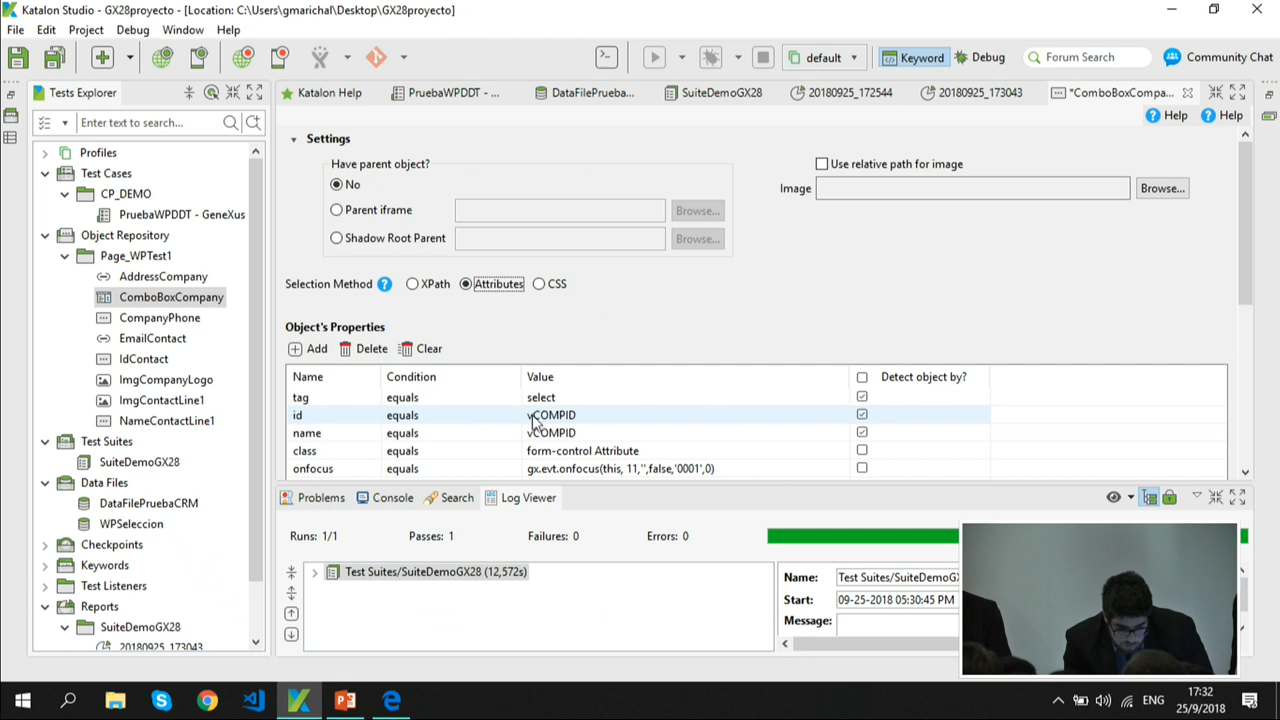 Katalon Studio - GX28proyecto - [Location: C:\Users\gmarichal\Desktop\GX28proyecto]
File Edit Project Debug Window Help
default Keyword Debug Forum Search Community Chat
Tests Explorer
Katalon Help PruebaWPDDT - ... DataFilePrueba... SuiteDemoGX28 20180925_172544 20180925_173043 *ComboBoxCompa...
Help Help
Enter text to search...
Settings
Have parent object?
No
Parent iframe Browse...
Shadow Root Parent Browse...
Use relative path for image
Image Browse...
Selection Method XPath Attributes CSS
Object's Properties
Add Delete Clear
Name Condition Value Detect object by?
tag equals select
id equals vCOMPID
name equals vCOMPID
class equals form-control Attribute
onfocus equals gx.evt.onfocus(this, 11,'',false,'0001',0)
Profiles
Test Cases
CP_DEMO
PruebaWPDDT - GeneXus
Object Repository
Page_WPTest1
AddressCompany
ComboBoxCompany
CompanyPhone
EmailContact
IdContact
ImgCompanyLogo
ImgContactLine1
NameContactLine1
Test Suites
SuiteDemoGX28
Data Files
DataFilePruebaCRM
WPSeleccion
Checkpoints
Keywords
Test Listeners
Reports
SuiteDemoGX28
20180925_173043
Problems Console Search Log Viewer
Runs: 1/1 Passes: 1 Failures: 0 Errors: 0
Test Suites/SuiteDemoGX28 (12,572s)
Name: Test Suites/SuiteDemoG
Start: 09-25-2018 05:30:45 PM
Message:
ENG
17:32
25/9/2018